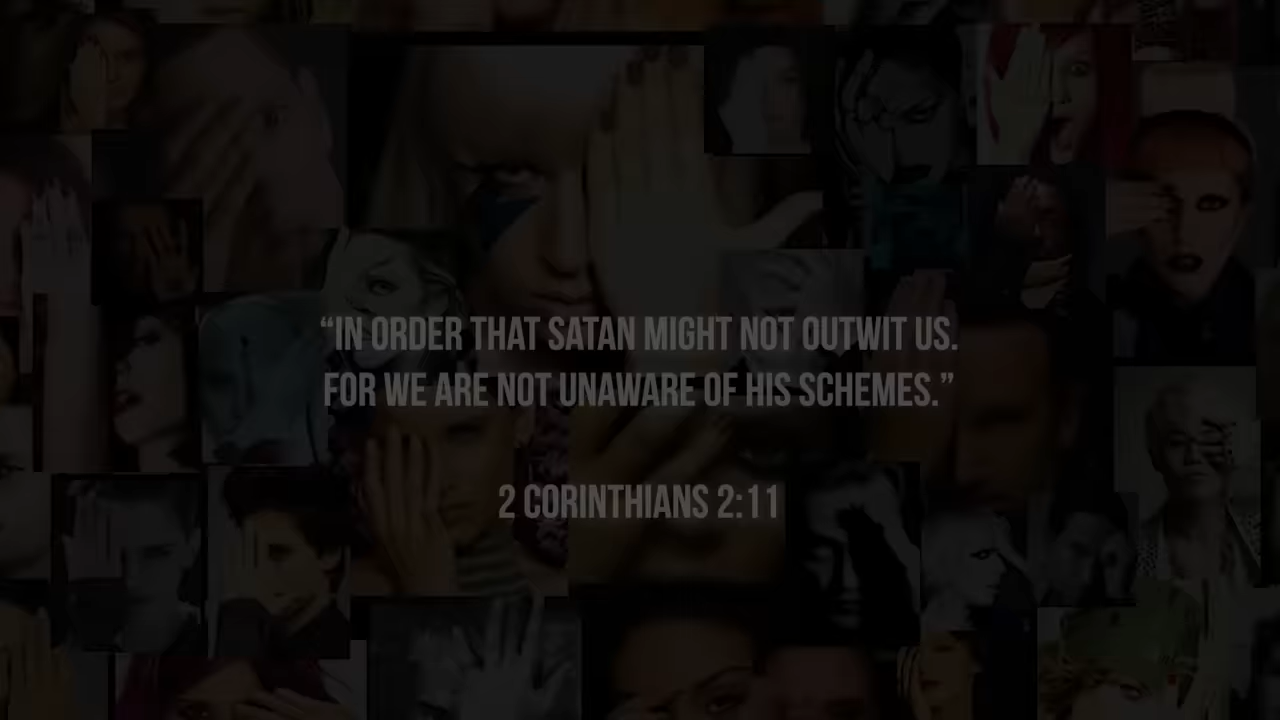 “IN ORDER THAT SATAN MIGHT NOT OUTWIT US.
FOR WE ARE NOT UNAWARE OF HIS SCHEMES.”
2 CORINTHIANS 2:11